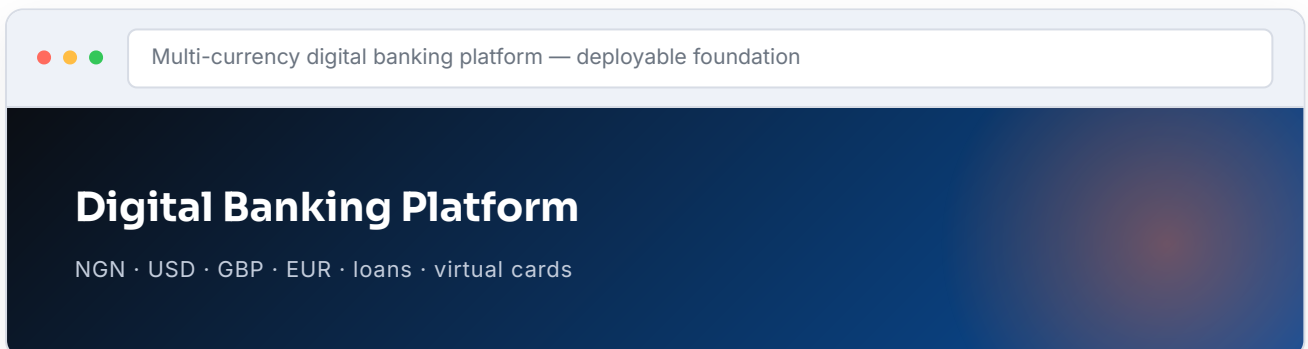 Multi-currency digital banking platform — deployable foundation
Digital Banking Platform
NGN · USD · GBP · EUR · loans · virtual cards